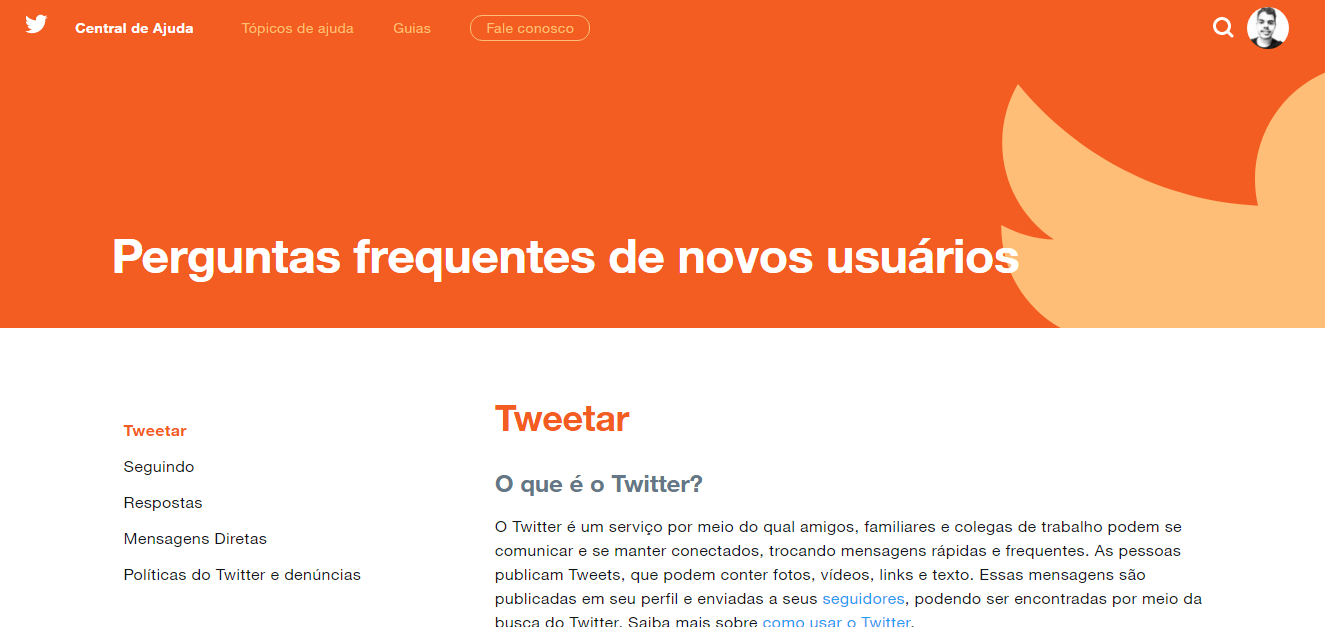 Central de Ajuda Tópicos de ajuda Guias Fale conosco
Perguntas frequentes de novos usuários
Tweetar
Seguindo
Respostas
Mensagens Diretas
Políticas do Twitter e denúncias
Tweetar
O que é o Twitter?
O Twitter é um serviço por meio do qual amigos, familiares e colegas de trabalho podem se
comunicar e se manter conectados, trocando mensagens rápidas e frequentes. As pessoas
publicam Tweets, que podem conter fotos, vídeos, links e texto. Essas mensagens são
publicadas em seu perfil e enviadas a seus seguidores, podendo ser encontradas por meio da
busca do Twitter. Saiba mais sobre como usar o Twitter.